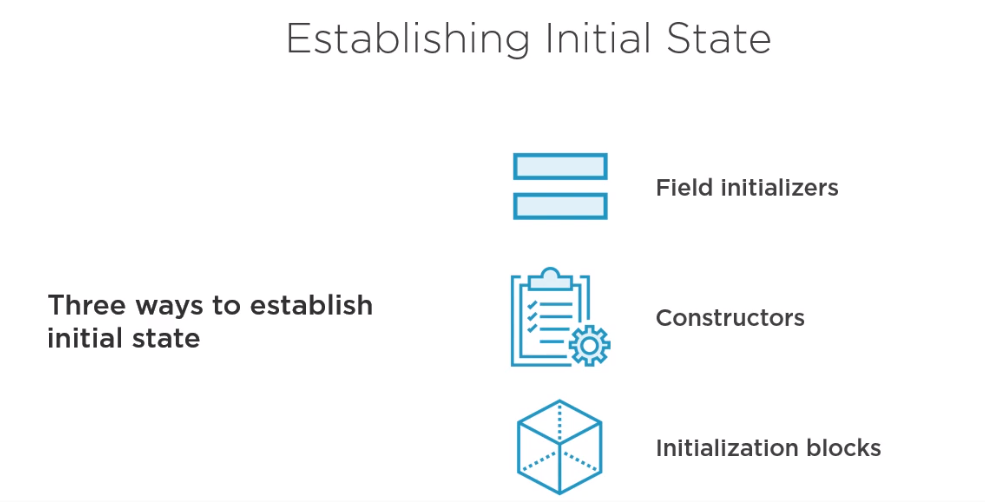 Establishing Initial State
Field initializers
Three ways to establish
initial state
Constructors
Initialization blocks